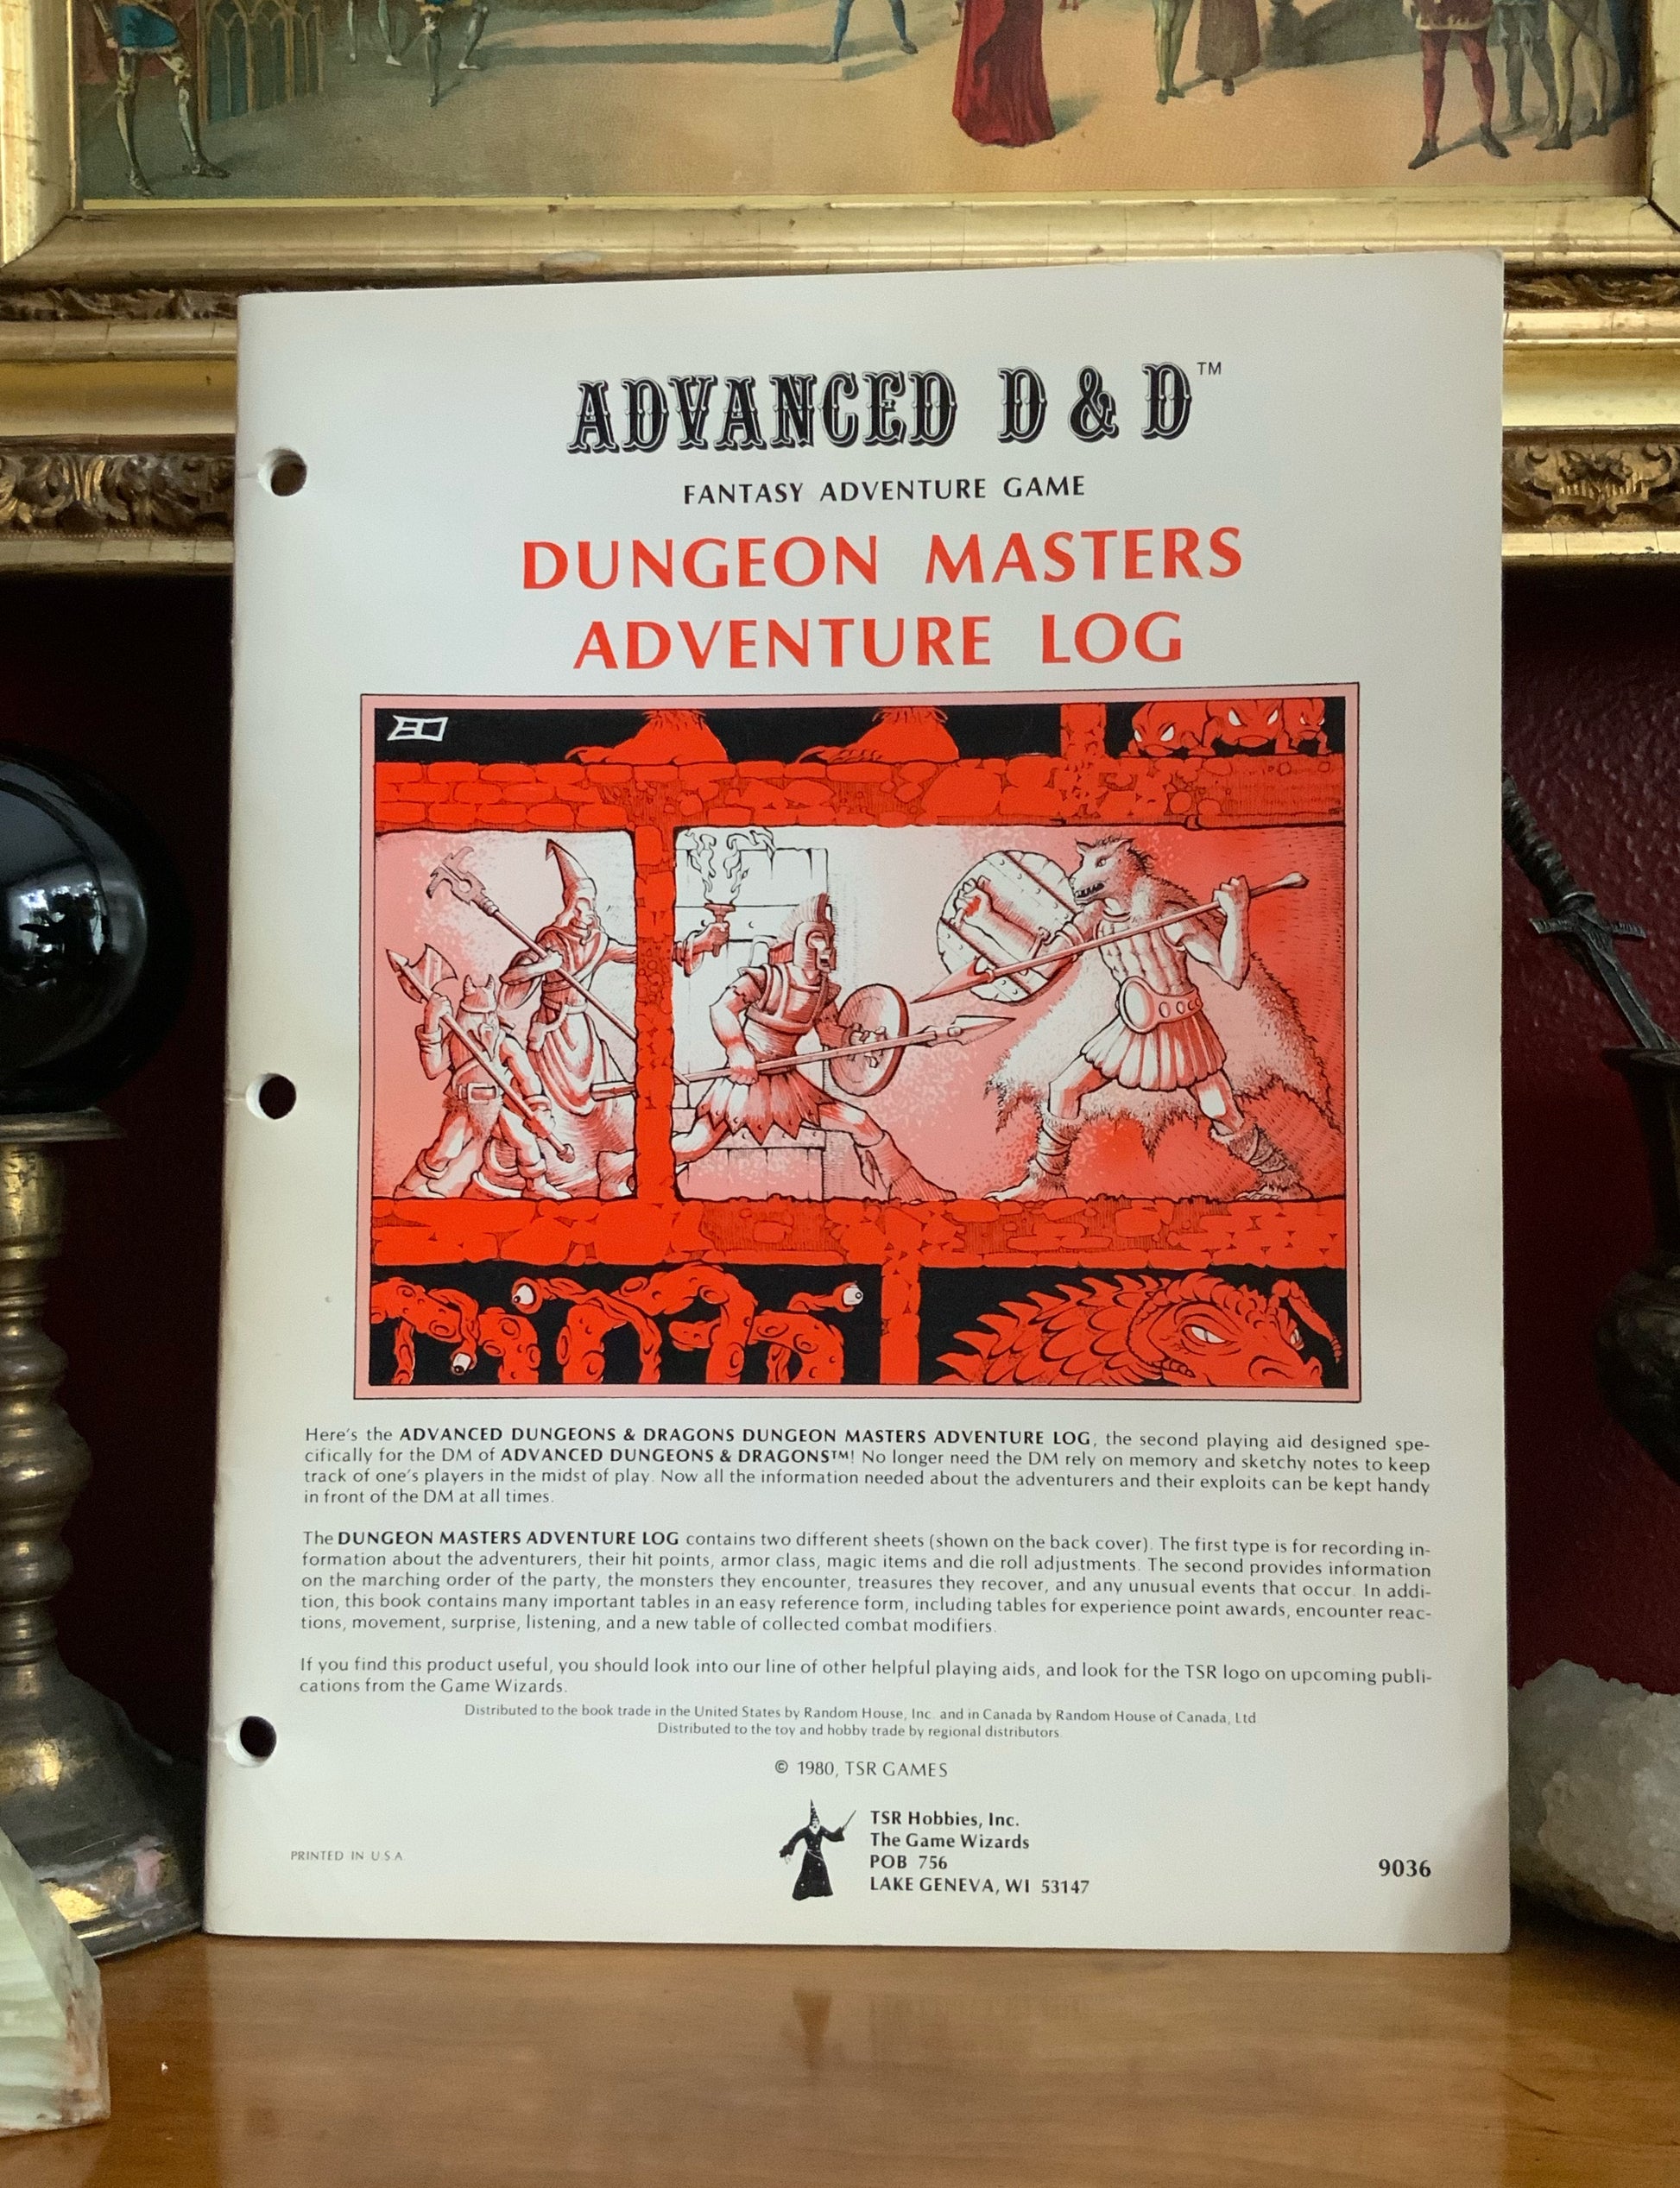 ADVANCED D & D™
FANTASY ADVENTURE GAME
DUNGEON MASTERS
ADVENTURE LOG
Here's the ADVANCED DUNGEONS & DRAGONS DUNGEON MASTERS ADVENTURE LOG, the second playing aid designed spe-
cifically for the DM of ADVANCED DUNGEONS & DRAGONS™! No longer need the DM rely on memory and sketchy notes to keep
track of one's players in the midst of play. Now all the information needed about the adventurers and their exploits can be kept handy
in front of the DM at all times.
The DUNGEON MASTERS ADVENTURE LOG contains two different sheets (shown on the back cover). The first type is for recording in-
formation about the adventurers, their hit points, armor class, magic items and die roll adjustments. The second provides information
on the marching order of the party, the monsters they encounter, treasures they recover, and any unusual events that occur. In addi-
tion, this book contains many important tables in an easy reference form, including tables for experience point awards, encounter reac-
tions, movement, surprise, listening, and a new table of collected combat modifiers.
If you find this product useful, you should look into our line of other helpful playing aids, and look for the TSR logo on upcoming publi-
cations from the Game Wizards.
Distributed to the book trade in the United States by Random House, Inc. and in Canada by Random House of Canada, Ltd.
Distributed to the toy and hobby trade by regional distributors.
© 1980, TSR GAMES
TSR Hobbies, Inc.
The Game Wizards
POB 756
LAKE GENEVA, WI 53147
PRINTED IN U.S.A.
9036